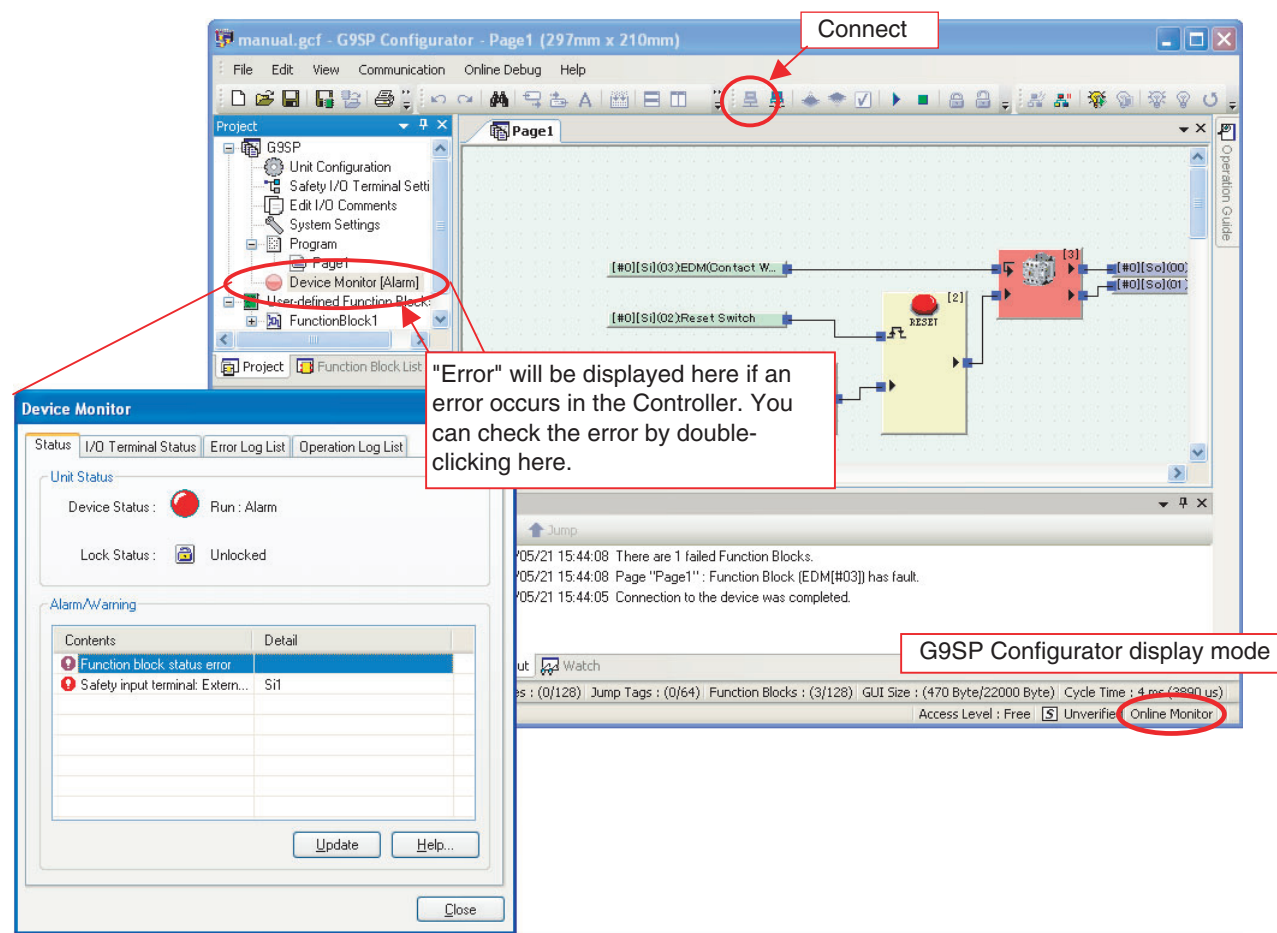 Connect
manual.gcf - G9SP Configurator - Page1 (297mm x 210mm)
File Edit View Communication Online Debug Help
Project
Page1
G9SP
Unit Configuration
Safety I/O Terminal Setti
Edit I/O Comments
System Settings
Program
Page1
Device Monitor [Alarm]
User-defined Function Block
FunctionBlock1
Project Function Block List
Operation Guide
[#0][Si](03):EDM(Contact W...
[3]
[#0][So](00)
[#0][So](01)
[2]
RESET
[#0][Si](02):Reset Switch
"Error" will be displayed here if an
error occurs in the Controller. You
can check the error by double-
clicking here.
Device Monitor
Status I/O Terminal Status Error Log List Operation Log List
Unit Status
Device Status : Run : Alarm
Lock Status : Unlocked
Alarm/Warning
Contents Detail
Function block status error
Safety input terminal: Extern... Si1
Update Help...
Close
Jump
/05/21 15:44:08 There are 1 failed Function Blocks.
/05/21 15:44:08 Page "Page1" : Function Block (EDM[#03]) has fault.
/05/21 15:44:05 Connection to the device was completed.
ut Watch
G9SP Configurator display mode
es : (0/128) Jump Tags : (0/64) Function Blocks : (3/128) GUI Size : (470 Byte/22000 Byte) Cycle Time : 4 ms (3890 us)
Access Level : Free S Unverified Online Monitor